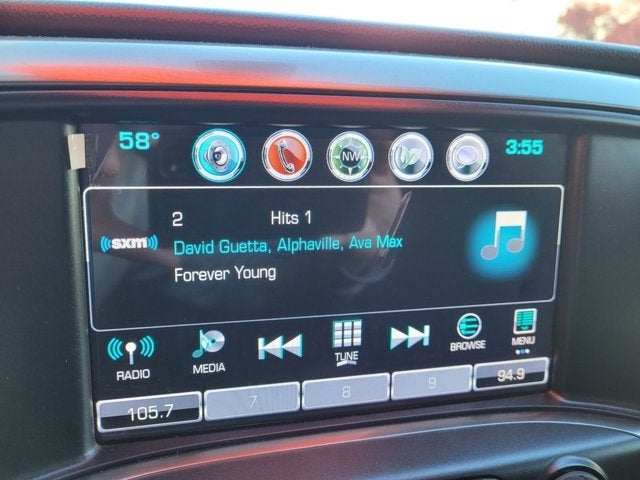 58°
NW
3:55
2 Hits 1
((sxm))
David Guetta, Alphaville, Ava Max
Forever Young
RADIO
MEDIA
TUNE
BROWSE
MENU
105.7
7
8
9
94.9